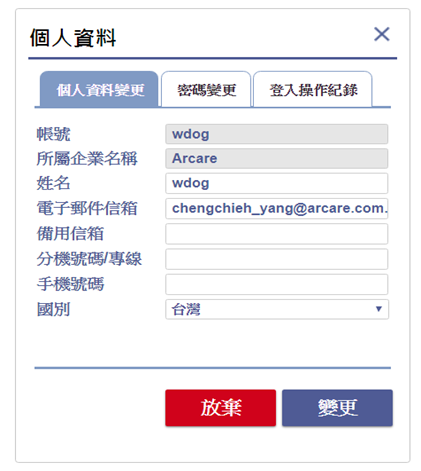 個人資料
個人資料變更 密碼變更 登入操作紀錄
帳號 wdog
所屬企業名稱 Arcare
姓名 wdog
電子郵件信箱 chengchieh_yang@arcare.com.
備用信箱
分機號碼/專線
手機號碼
國別 台灣
放棄 變更